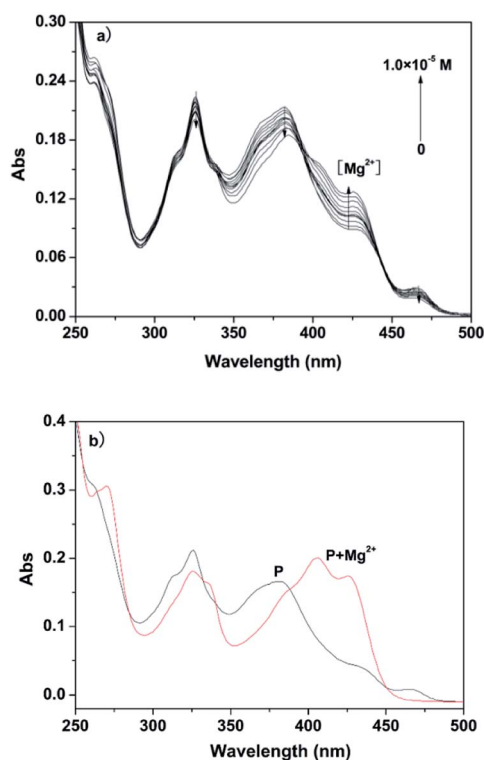 a)
1.0×10⁻⁵ M
[Mg²⁺]
0
Abs
0.30
0.24
0.18
0.12
0.06
0.00
250 300 350 400 450 500
Wavelength (nm)
b)
P
P+Mg²⁺
Abs
0.4
0.3
0.2
0.1
0.0
250 300 350 400 450 500
Wavelength (nm)